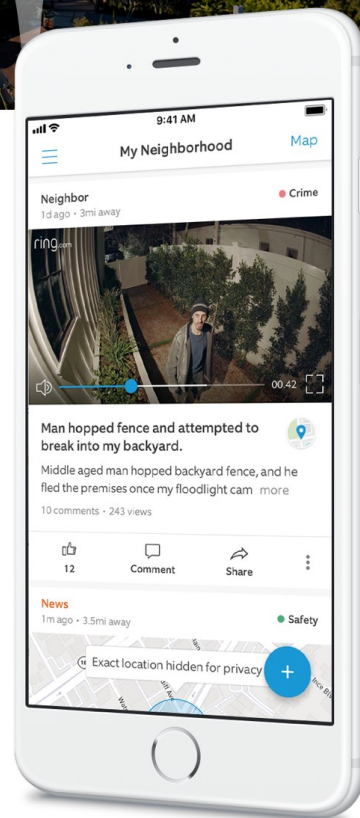 9:41 AM
My Neighborhood
Map
Neighbor
Crime
1d ago • 3mi away
ring.com
00.42
Man hopped fence and attempted to
break into my backyard.
Middle aged man hopped backyard fence, and he
fled the premises once my floodlight cam more
10 comments • 243 views
12
Comment
Share
News
1m ago • 3.5mi away
Safety
Exact location hidden for privacy
+